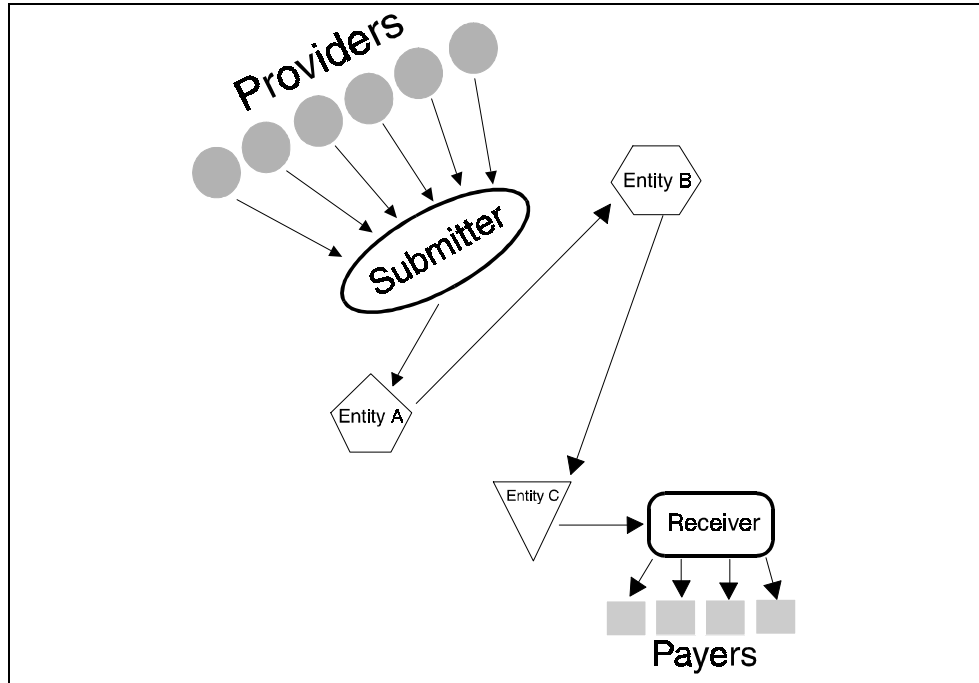 Providers
Submitter
Entity B
Entity A
Entity C
Receiver
Payers